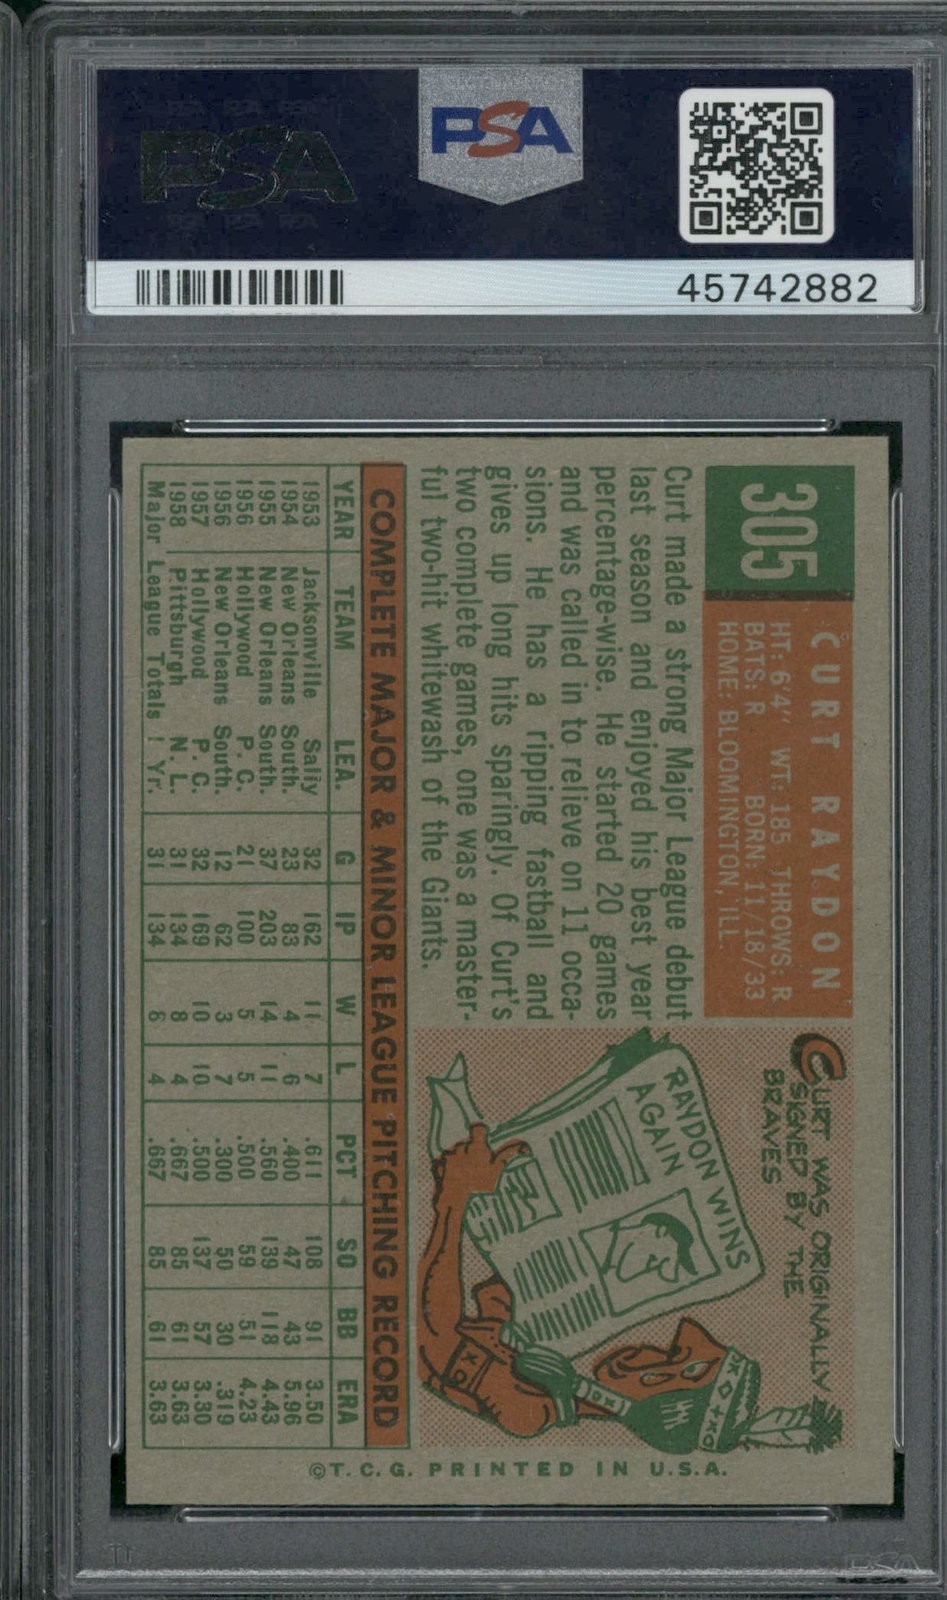 PSA
PSA
45742882
305
CURT RAYDON
HT: 6'4" WT: 185 THROWS: R
BATS: R BORN: 11/18/33
HOME: BLOOMINGTON, ILL.
Curt made a strong Major League debut
last season and enjoyed his best year
percentage-wise. He started 20 games
and was called in to relieve on 11 occa-
sions. He has a ripping fastball and
gives up long hits sparingly. Of Curt's
two complete games, one was a master-
ful two-hit whitewash of the Giants.
CURT WAS ORIGINALLY
SIGNED BY THE
BRAVES
RAYDON WINS
AGAIN
COMPLETE MAJOR & MINOR LEAGUE PITCHING RECORD
YEAR TEAM LEA. G IP W L PCT SO BB ERA
1953 Jacksonville Sally 32 162 11 7 .611 108 91 3.50
1954 New Orleans South. 23 83 4 6 .400 47 43 5.96
1955 New Orleans South. 37 203 14 11 .560 139 118 4.43
1956 Hollywood P. C. 21 100 5 5 .500 59 51 4.23
1956 New Orleans South. 12 62 3 7 .300 50 30 .319
1957 Hollywood P. C. 32 169 10 10 .500 137 57 3.30
1958 Pittsburgh N. L. 31 134 8 4 .667 85 61 3.63
Major League Totals 1 Yr. 31 134 6 4 .667 85 61 3.63
©T. C. G. PRINTED IN U.S.A.
PSA